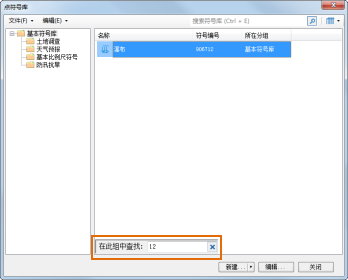 点符号库
文件(F) 编辑(E) 搜索符号库 (Ctrl + E)
基本符号库
土地调查
天气预报
基本比例尺符号
防汛抗旱
名称 符号编号 所在分组
瀑布 906712 基本符号库
在此组中查找: 12
新建... 编辑... 关闭